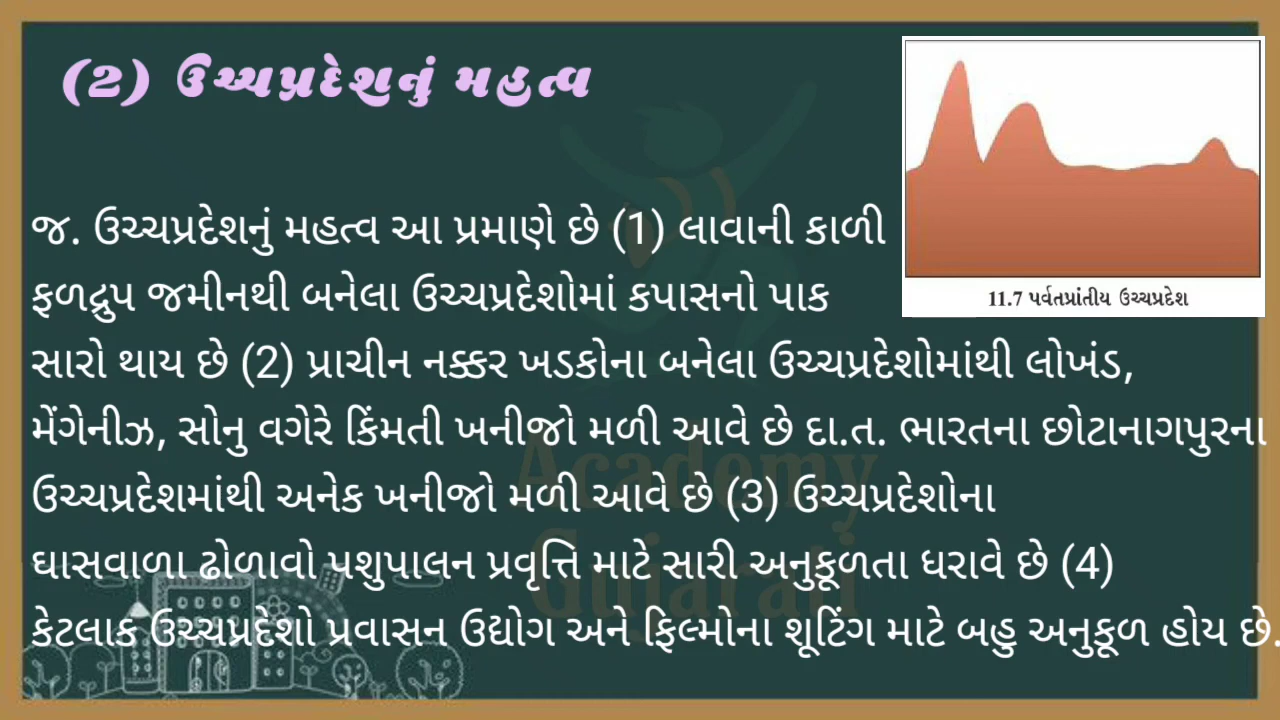 (2) ઉચ્ચપ્રદેશનું મહત્વ
જ. ઉચ્ચપ્રદેશનું મહત્વ આ પ્રમાણે છે (1) લાવાની કાળી
ફળદ્રુપ જમીનથી બનેલા ઉચ્ચપ્રદેશોમાં કપાસનો પાક
11.7 પર્વતપ્રાંતીય ઉચ્ચપ્રદેશ
સારો થાય છે (2) પ્રાચીન નક્કર ખડકોના બનેલા ઉચ્ચપ્રદેશોમાંથી લોખંડ,
મેંગેનીઝ, સોનુ વગેરે કિંમતી ખનીજો મળી આવે છે દા.ત. ભારતના છોટાનાગપુરના
ઉચ્ચપ્રદેશમાંથી અનેક ખનીજો મળી આવે છે (3) ઉચ્ચપ્રદેશોના
ઘાસવાળા ઢોળાવો પશુપાલન પ્રવૃત્તિ માટે સારી અનુકૂળતા ધરાવે છે (4)
કેટલાક ઉચ્ચપ્રદેશો પ્રવાસન ઉદ્યોગ અને ફિલ્મોના શૂટિંગ માટે બહુ અનુકૂળ હોય છે.
Academy
Gujarati